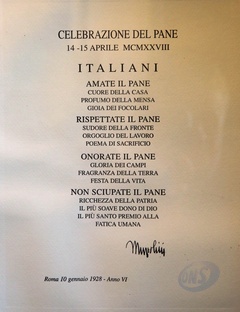 CELEBRAZIONE DEL PANE
14 -15 APRILE MCMXXVIII
ITALIANI
AMATE IL PANE
CUORE DELLA CASA
PROFUMO DELLA MENSA
GIOIA DEI FOCOLARI
RISPETTATE IL PANE
SUDORE DELLA FRONTE
ORGOGLIO DEL LAVORO
POEMA DI SACRIFICIO
ONORATE IL PANE
GLORIA DEI CAMPI
FRAGRANZA DELLA TERRA
FESTA DELLA VITA
NON SCIUPATE IL PANE
RICCHEZZA DELLA PATRIA
IL PIÙ SOAVE DONO DI DIO
IL PIÙ SANTO PREMIO ALLA
FATICA UMANA
Mussolini
Roma 10 gennaio 1928 - Anno VI